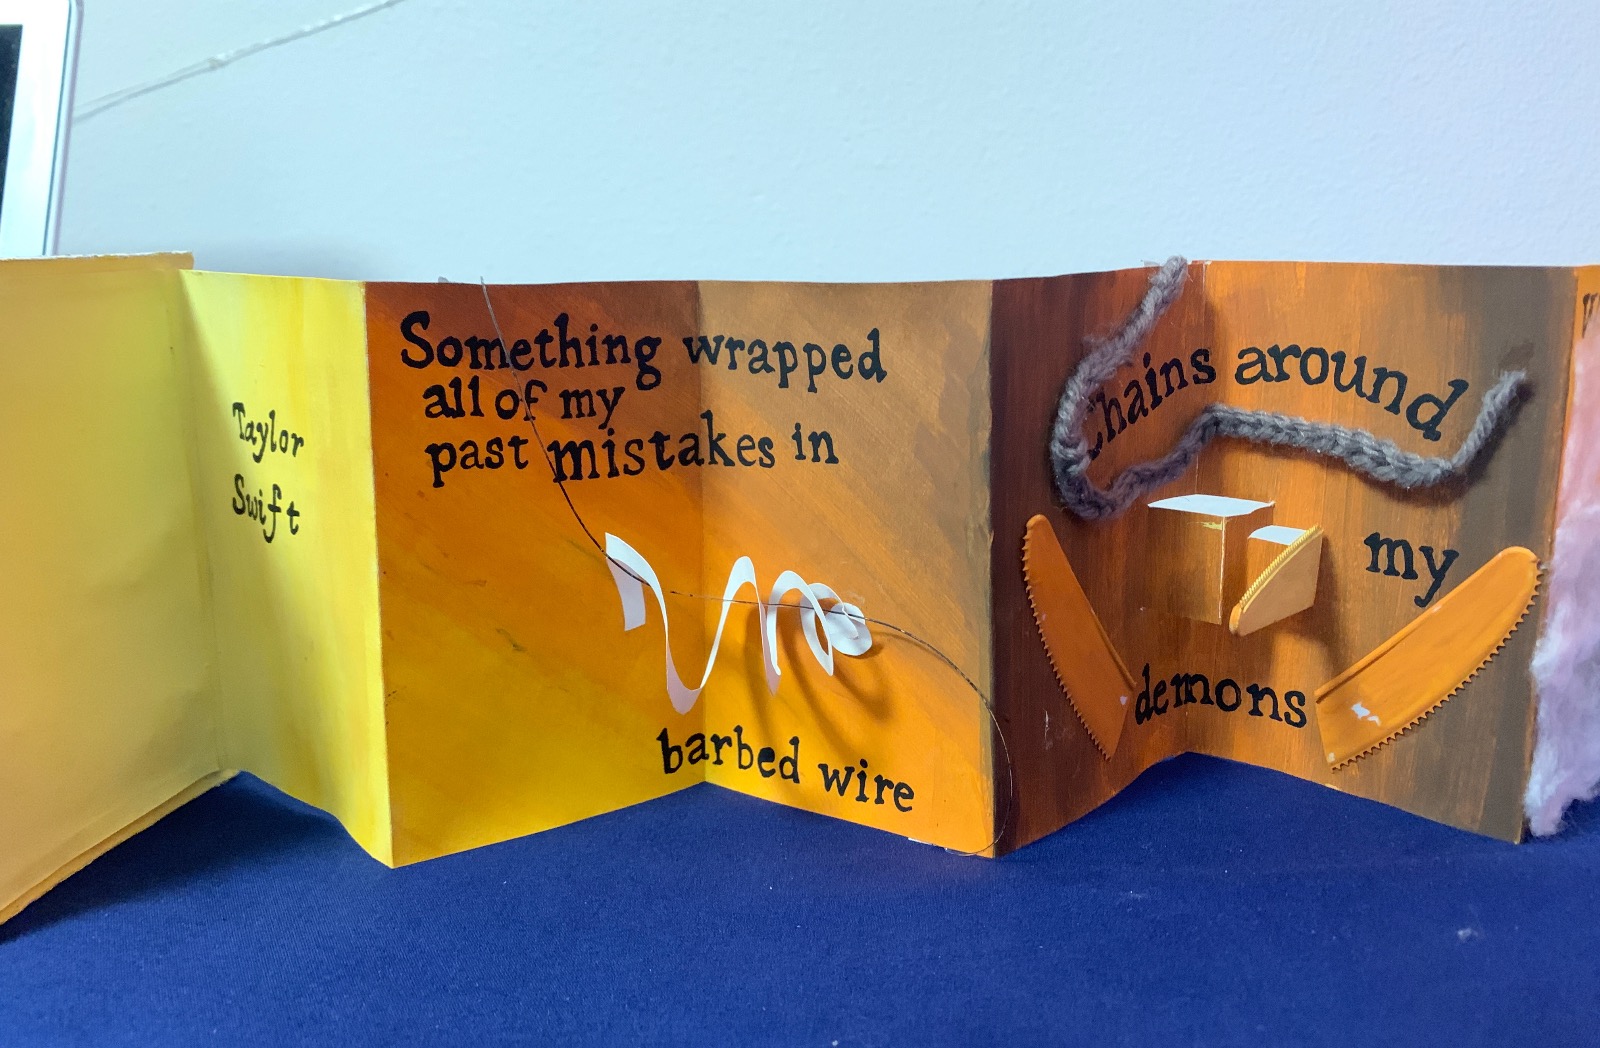 Taylor
Swift
Something wrapped
all of my
past mistakes in
barbed wire
Chains around
my
demons